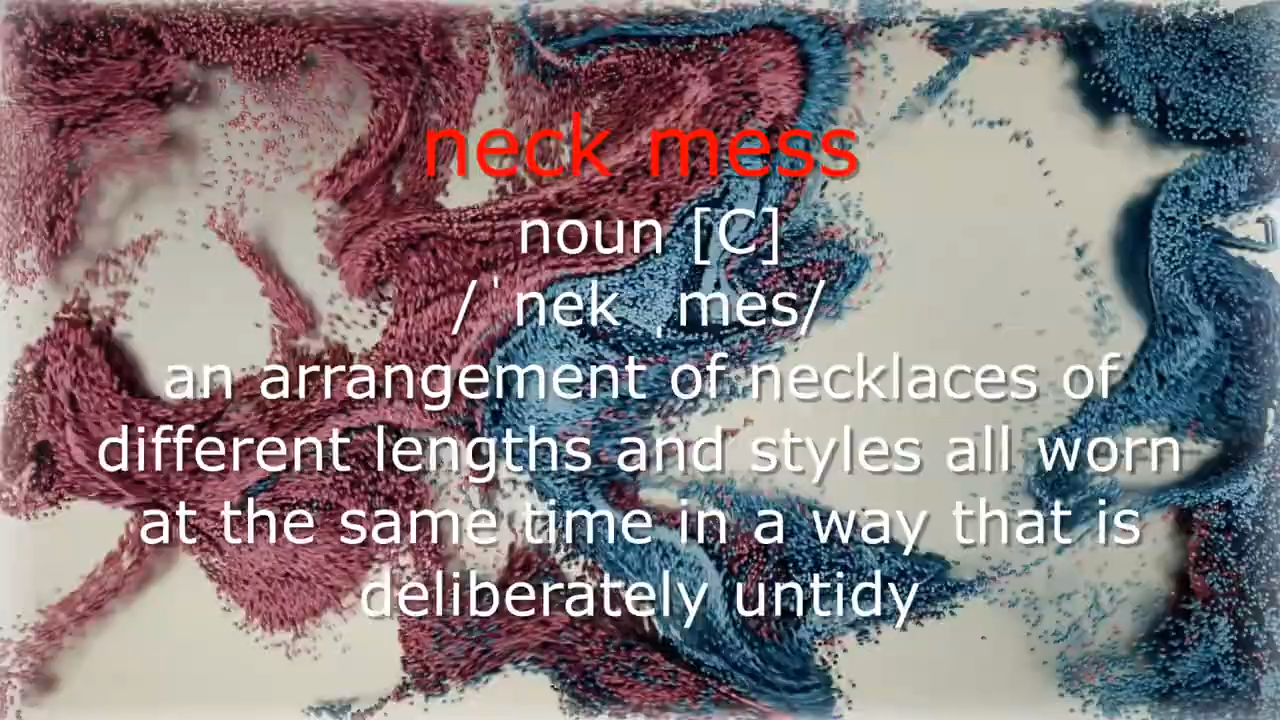 neck mess
noun [C]
/ˈnek ˌmes/
an arrangement of necklaces of
different lengths and styles all worn
at the same time in a way that is
deliberately untidy